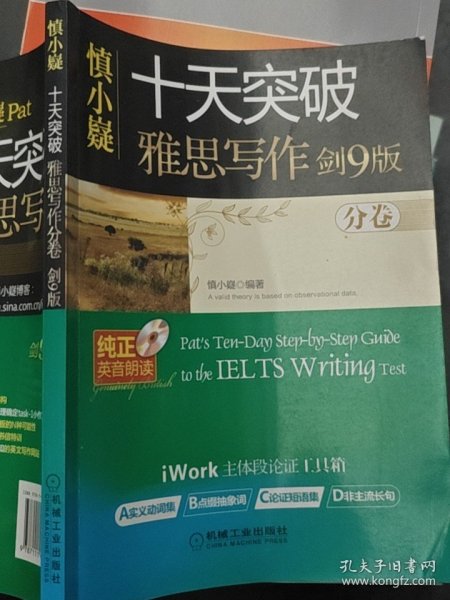 慎小嶷
十天突破
雅思写作 剑9版
分卷
慎小嶷 编著
A valid theory is based on observational data.
纯正
英音朗读
Genuinely British
Pat's Ten-Day Step-by-Step Guide
to the IELTS Writing Test
iWork 主体段论证工具箱
A实义动词集
B点缀抽象词
C论证短语集
D非主流长句
机械工业出版社
CHINA MACHINE PRESS
慎小嶷 十天突破 雅思写作分卷 剑9版
机械工业出版社
Pat
小嶷博客:
孔夫子旧书网
www.kongfz.com